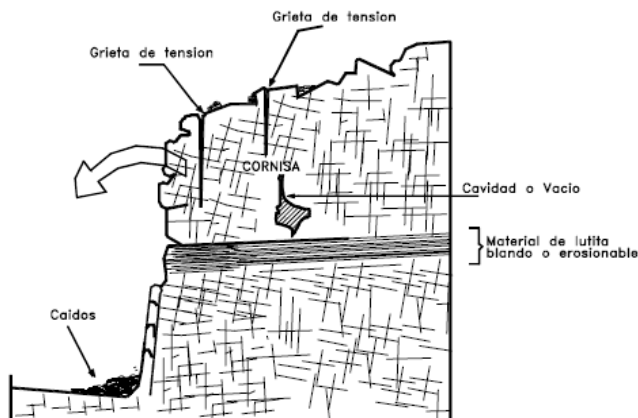 Grieta de tension
Grieta de tension
CORNISA
Cavidad o Vacio
Material de lutita
blando o erosionable
Caidos